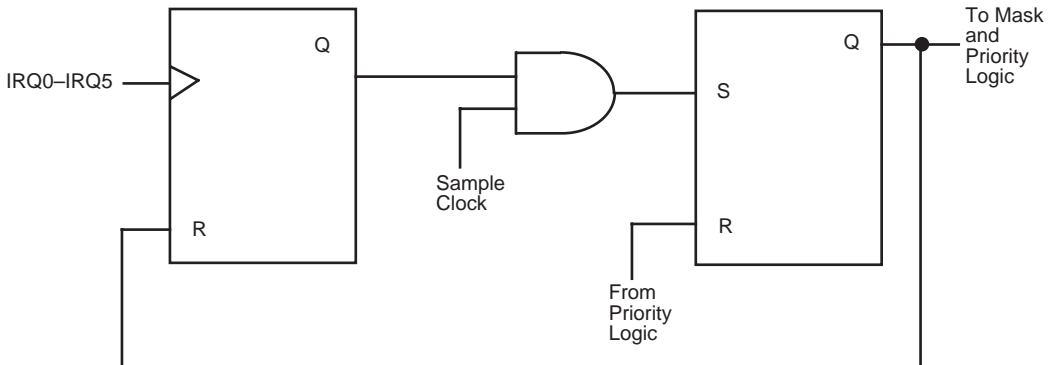 Q
IRQ0–IRQ5
R
Sample
Clock
Q
S
R
From
Priority
Logic
To Mask
and
Priority
Logic